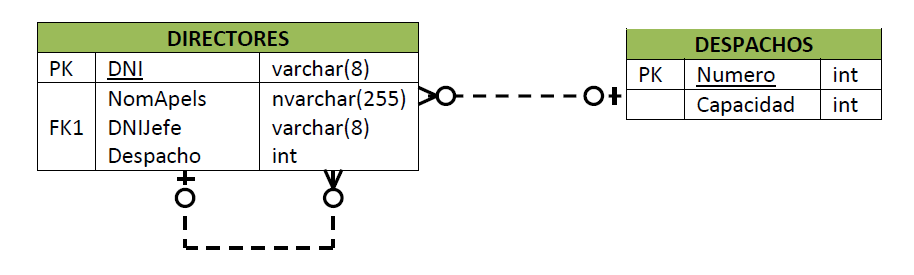 DIRECTORES
PK DNI varchar(8)
NomApels nvarchar(255)
FK1 DNIJefe varchar(8)
Despacho int
DESPACHOS
PK Numero int
Capacidad int